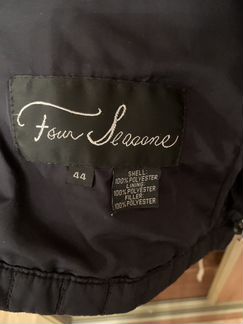 Four Seasons
44
SHELL:
100% POLYESTER
LINING:
100% POLYESTER
FILLER:
100% POLYESTER